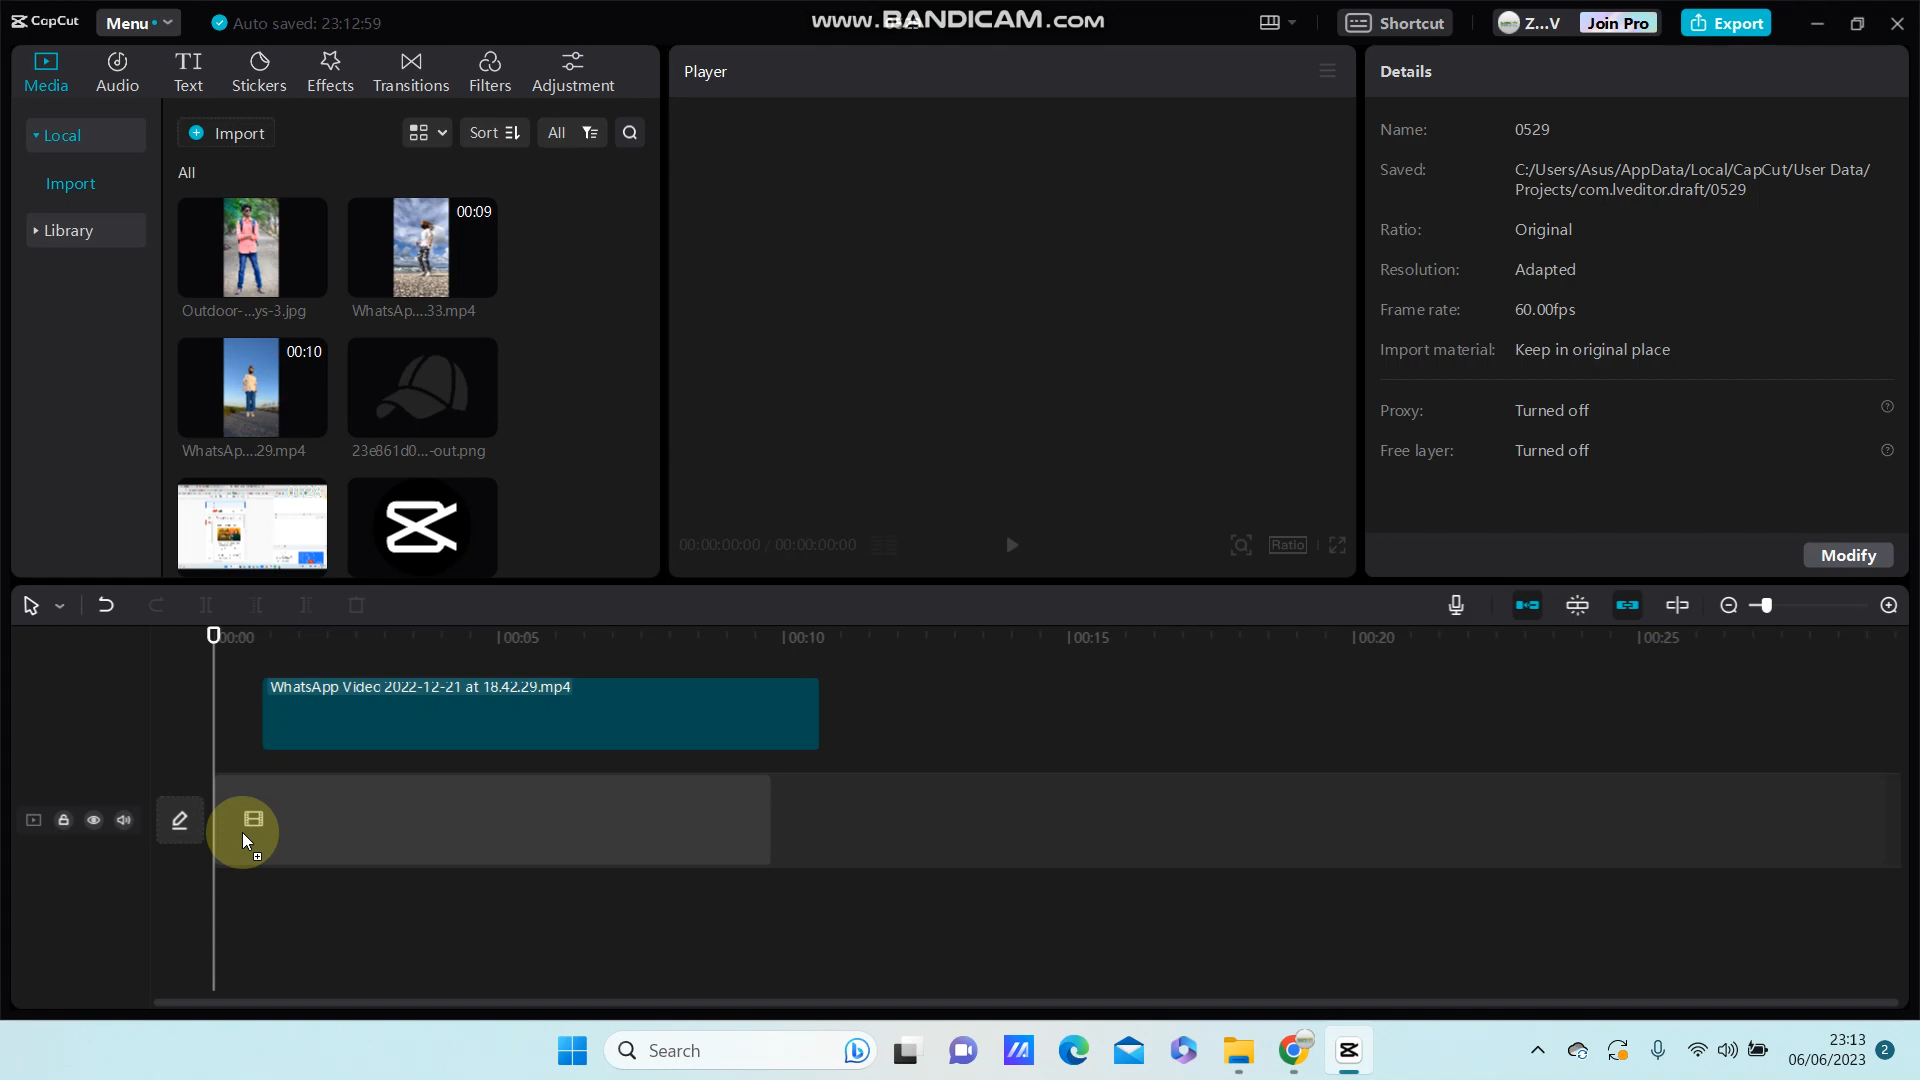 CapCut Menu Auto saved: 23:12:59 www.BANDICAM.com Shortcut Z...V Join Pro Export
Media Audio Text Stickers Effects Transitions Filters Adjustment
Player
Details
Local
Import
Library
Import Sort All
All
00:09
Outdoor-...ys-3.jpg WhatsAp....33.mp4
00:10
WhatsAp....29.mp4 23e861d0...-out.png
00:00:00:00 / 00:00:00:00 Ratio
Name: 0529
Saved: C:/Users/Asus/AppData/Local/CapCut/User Data/
Projects/com.lveditor.draft/0529
Ratio: Original
Resolution: Adapted
Frame rate: 60.00fps
Import material: Keep in original place
Proxy: Turned off
Free layer: Turned off
Modify
00:00 00:05 00:10 00:15 00:20 00:25
WhatsApp Video 2022-12-21 at 18.42.29.mp4
Search
23:13
06/06/2023 2